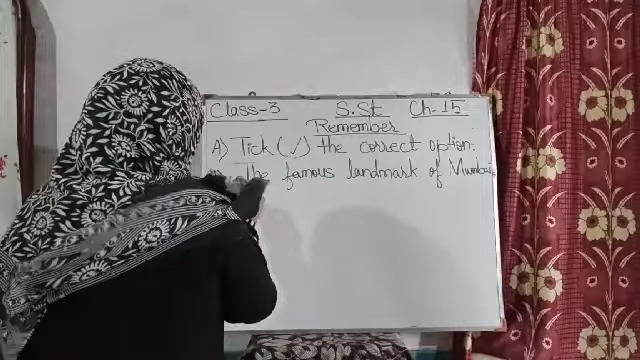 Class-3 S.St Ch-15
Remember
A) Tick (✓) the correct option.
The famous landmark of Mumbai